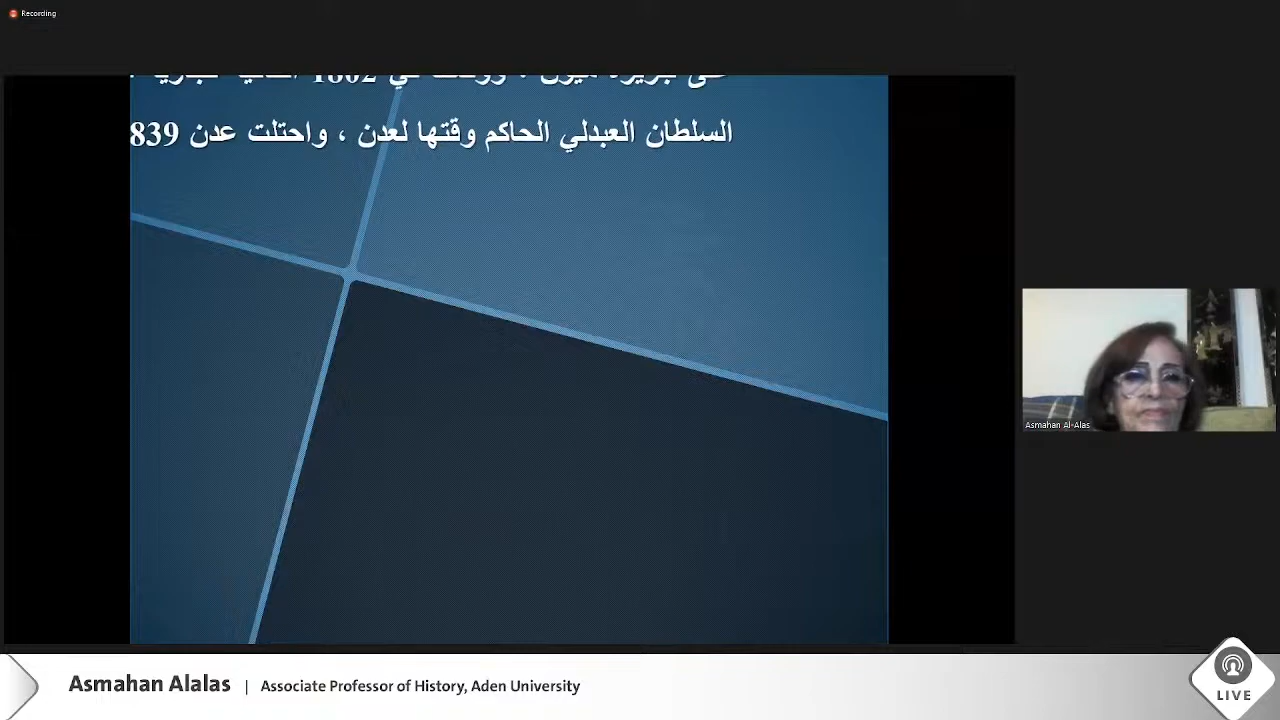 Recording
1802
السلطان العبدلي الحاكم وقتها لعدن ، واحتلت عدن 839
Asmahan Al-Alas
Asmahan Alalas | Associate Professor of History, Aden University
LIVE